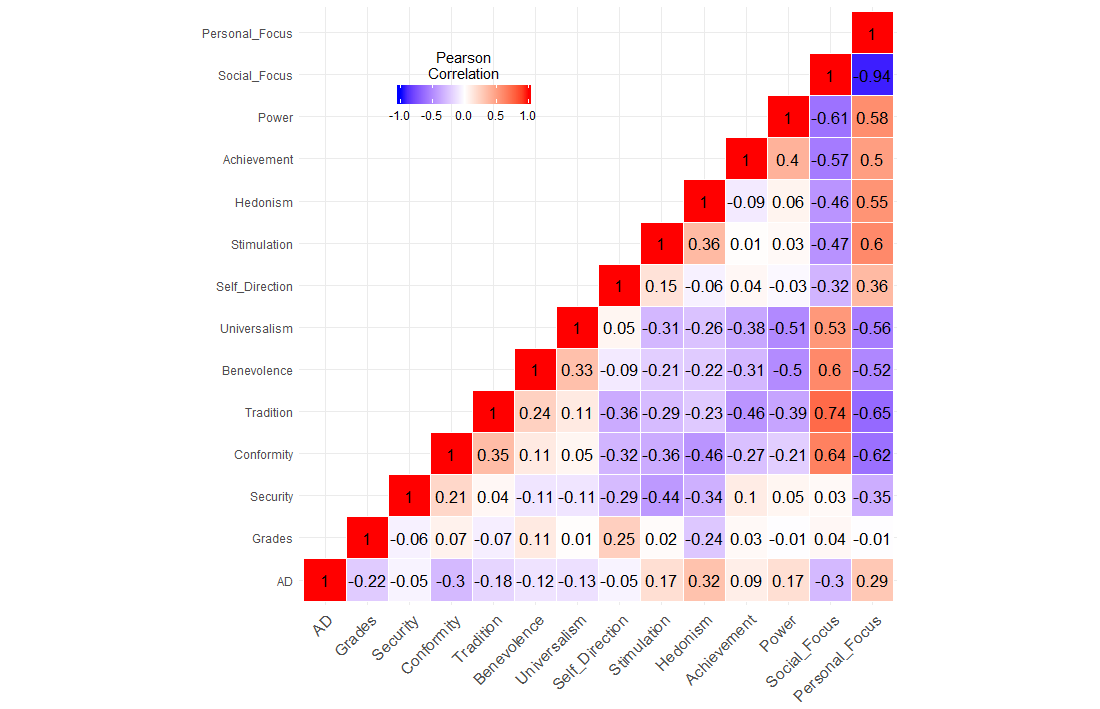 Personal_Focus 1
Pearson
Correlation
Social_Focus 1 -0.94
-1.0 -0.5 0.0 0.5 1.0
Power 1 -0.61 0.58
Achievement 1 0.4 -0.57 0.5
Hedonism 1 -0.09 0.06 -0.46 0.55
Stimulation 1 0.36 0.01 0.03 -0.47 0.6
Self_Direction 1 0.15 -0.06 0.04 -0.03 -0.32 0.36
Universalism 1 0.05 -0.31 -0.26 -0.38 -0.51 0.53 -0.56
Benevolence 1 0.33 -0.09 -0.21 -0.22 -0.31 -0.5 0.6 -0.52
Tradition 1 0.24 0.11 -0.36 -0.29 -0.23 -0.46 -0.39 0.74 -0.65
Conformity 1 0.35 0.11 0.05 -0.32 -0.36 -0.46 -0.27 -0.21 0.64 -0.62
Security 1 0.21 0.04 -0.11 -0.11 -0.29 -0.44 -0.34 0.1 0.05 0.03 -0.35
Grades 1 -0.06 0.07 -0.07 0.11 0.01 0.25 0.02 -0.24 0.03 -0.01 0.04 -0.01
AD 1 -0.22 -0.05 -0.3 -0.18 -0.12 -0.13 -0.05 0.17 0.32 0.09 0.17 -0.3 0.29
AD Grades Security Conformity Tradition Benevolence Universalism Self_Direction Stimulation Hedonism Achievement Power Social_Focus Personal_Focus